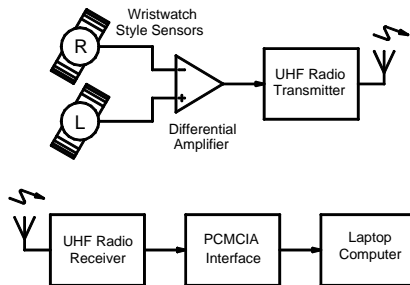 Wristwatch
Style Sensors
R
−
UHF Radio
Transmitter
L
+
Differential
Amplifier
UHF Radio
Receiver
PCMCIA
Interface
Laptop
Computer